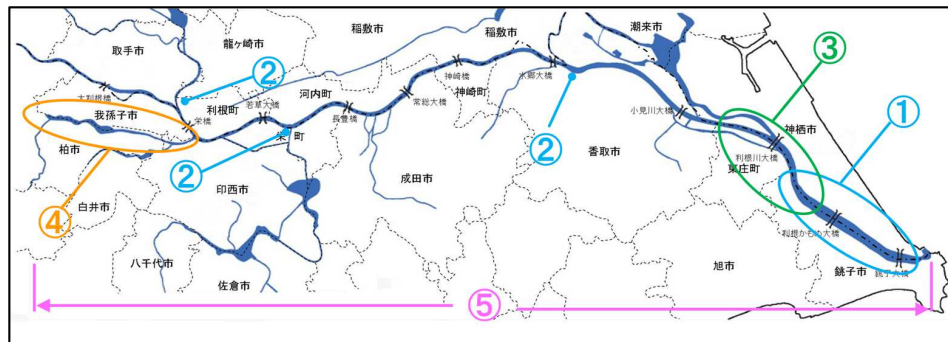 取手市
龍ヶ崎市
稲敷市
稲敷市
潮来市
③
①
②
大利根橋
利根町
河内町
若草大橋
神崎橋
水郷大橋
我孫子市
栄橋
長豊橋
常総大橋
神崎町
②
小見川大橋
神栖市
柏市
②
栄町
香取市
利根川大橋
東庄町
④
印西市
成田市
白井市
利根かもめ大橋
八千代市
旭市
銚子市
銚子大橋
佐倉市
⑤